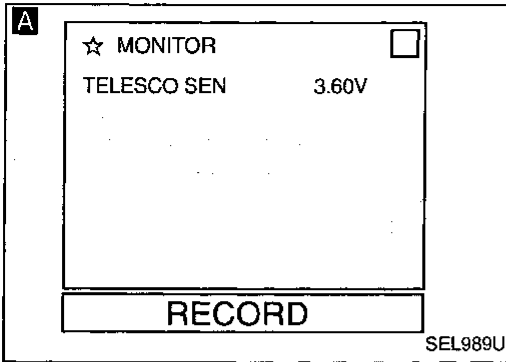 A
☆ MONITOR
TELESCO SEN 3.60V
RECORD
SEL989U